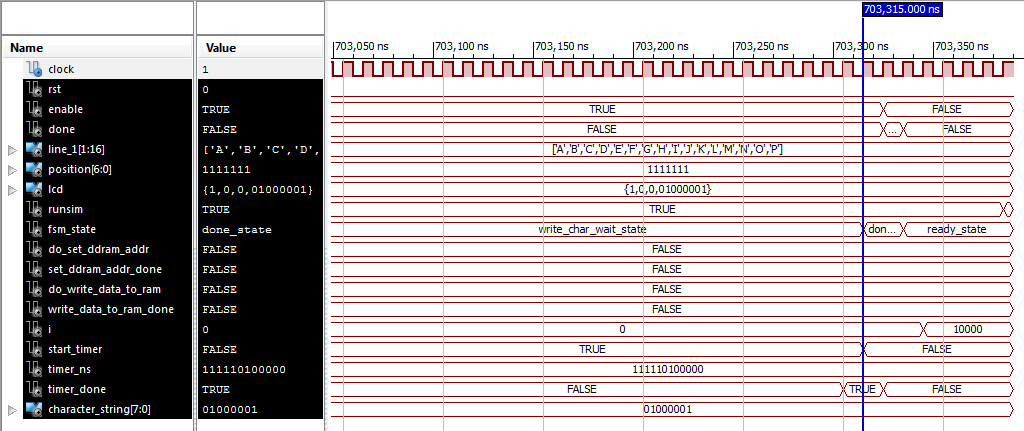 703,315.000 ns
Name Value 703,050 ns 703,100 ns 703,150 ns 703,200 ns 703,250 ns 703,300 ns 703,350 ns
clock 1
rst 0
enable TRUE TRUE FALSE
done FALSE FALSE ... FALSE
line_1[1:16] ['A','B','C','D', ['A','B','C','D','E','F','G','H','I','J','K','L','M','N','O','P']
position[6:0] 1111111 1111111
lcd {1,0,0,01000001} {1,0,0,01000001}
runsim TRUE TRUE
fsm_state done_state write_char_wait_state don... ready_state
do_set_ddram_addr FALSE FALSE
set_ddram_addr_done FALSE FALSE
do_write_data_to_ram FALSE FALSE
write_data_to_ram_done FALSE FALSE
i 0 0 10000
start_timer FALSE TRUE FALSE
timer_ns 111110100000 111110100000
timer_done TRUE FALSE TRUE FALSE
character_string[7:0] 01000001 01000001